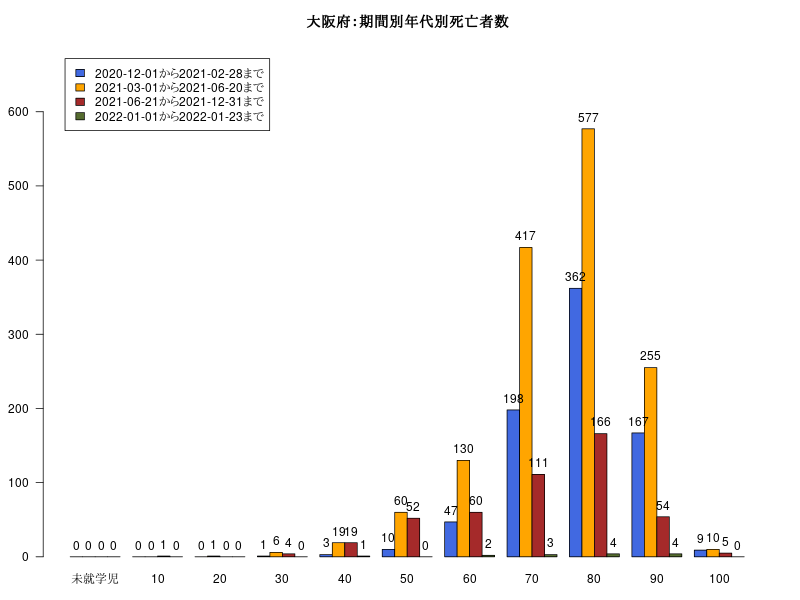 大阪府：期間別年代別死亡者数
2020-12-01から2021-02-28まで
2021-03-01から2021-06-20まで
2021-06-21から2021-12-31まで
2022-01-01から2022-01-23まで
600
500
400
300
200
100
0
0 0 0 0
0 0 1 0
0 1 0 0
1 6 4 0
3 19 19 1
10 60 52 0
47 130 60 2
198 417 111 3
362 577 166 4
167 255 54 4
9 10 5 0
未就学児 10 20 30 40 50 60 70 80 90 100